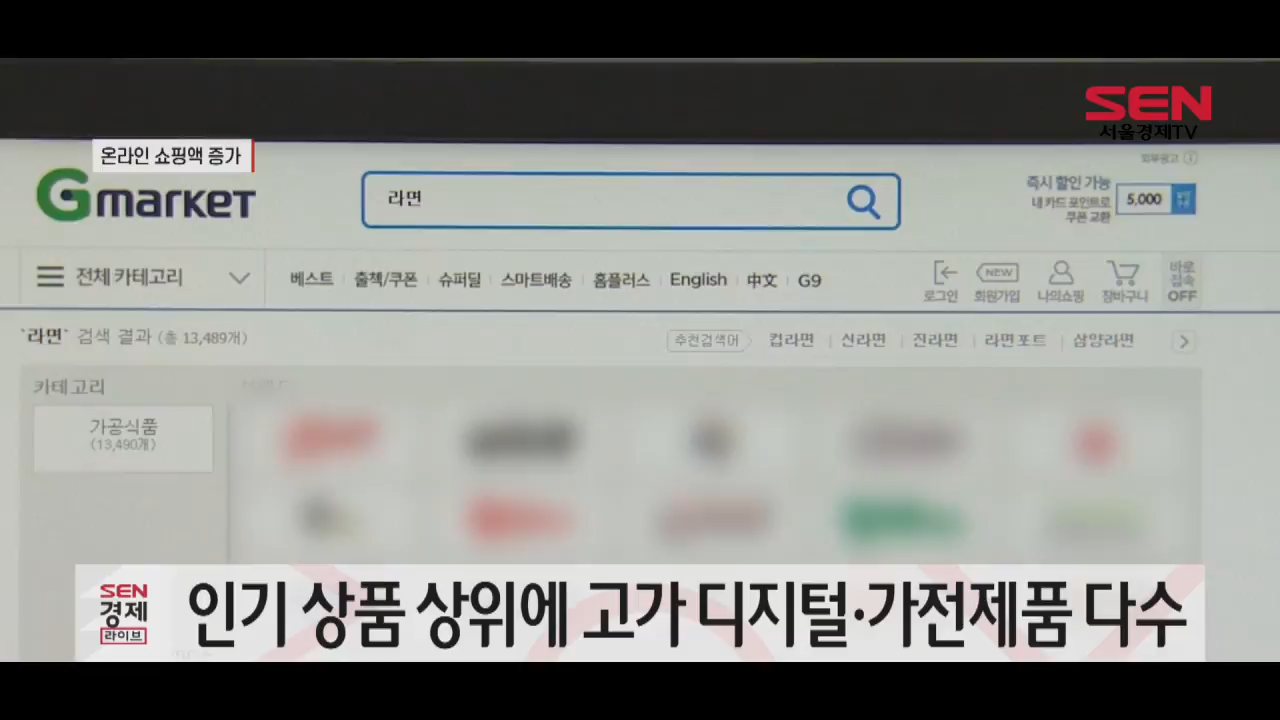 SEN
서울경제TV
온라인 쇼핑액 증가
Gmarket
라면
외부광고
즉시 할인 가능
내 카드 포인트로
쿠폰 교환
5,000
전체 카테고리
베스트 출첵/쿠폰 슈퍼딜 스마트배송 홈플러스 English 中文 G9
로그인 NEW 회원가입 나의쇼핑 장바구니 바로 접속 OFF
'라면' 검색 결과 (총 13,489개)
추천검색어 컵라면 신라면 진라면 라면포트 삼양라면
카테고리
가공식품
(13,490개)
SEN
경제
라이브
인기 상품 상위에 고가 디지털·가전제품 다수